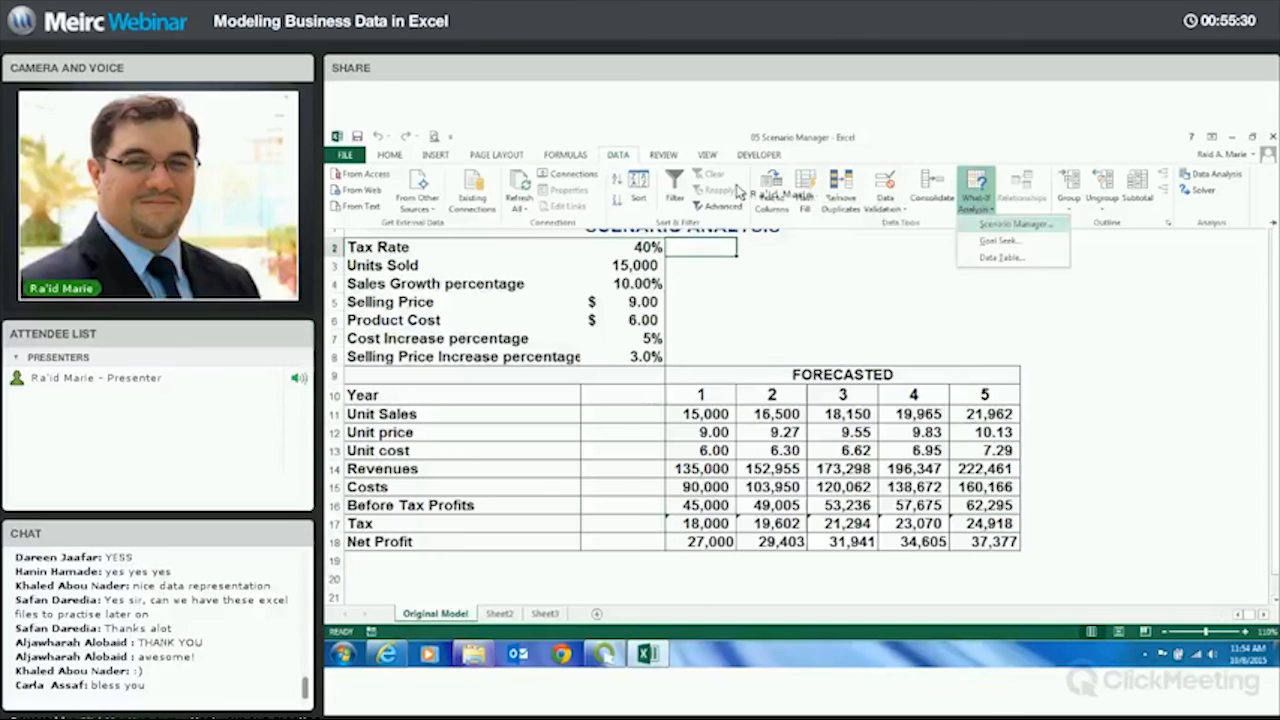 Meirc Webinar
Modeling Business Data in Excel
00:55:30
CAMERA AND VOICE
Ra'id Marie
ATTENDEE LIST
PRESENTERS
Ra'id Marie - Presenter
CHAT
Dareen Jaafar: YESS
Hanin Hamade: yes yes yes
Khaled Abou Nader: nice data representation
Safan Daredia: Yes sir, can we have these excel
files to practise later on
Safan Daredia: Thanks alot
Aljawharah Alobaid : THANK YOU
Aljawharah Alobaid : awesome!
Khaled Abou Nader: :)
Carla Assaf: bless you
SHARE
05 Scenario Manager - Excel
FILE HOME INSERT PAGE LAYOUT FORMULAS DATA REVIEW VIEW DEVELOPER
Raid A. Marie
From Access
From Web
From Text
From Other
Sources
Existing
Connections
Get External Data
Refresh
All
Connections
Properties
Edit Links
Connections
Sort
Filter
Clear
Reapply
Advanced
Sort & Filter
Ra'id Marie
Text to
Columns
Flash
Fill
Remove
Duplicates
Data
Validation
Consolidate
What-If
Analysis
Relationships
Data Tools
Group
Ungroup
Subtotal
Outline
Data Analysis
Solver
Analysis
Scenario Manager...
Goal Seek...
Data Table...
SCENARIO ANALYSIS
2 Tax Rate 40%
3 Units Sold 15,000
4 Sales Growth percentage 10.00%
5 Selling Price $ 9.00
6 Product Cost $ 6.00
7 Cost Increase percentage 5%
8 Selling Price Increase percentage 3.0%
9 FORECASTED
10 Year 1 2 3 4 5
11 Unit Sales 15,000 16,500 18,150 19,965 21,962
12 Unit price 9.00 9.27 9.55 9.83 10.13
13 Unit cost 6.00 6.30 6.62 6.95 7.29
14 Revenues 135,000 152,955 173,298 196,347 222,461
15 Costs 90,000 103,950 120,062 138,672 160,166
16 Before Tax Profits 45,000 49,005 53,236 57,675 62,295
17 Tax 18,000 19,602 21,294 23,070 24,918
18 Net Profit 27,000 29,403 31,941 34,605 37,377
19
20
21
Original Model Sheet2 Sheet3
READY
110%
11:54 AM
10/8/2015
ClickMeeting